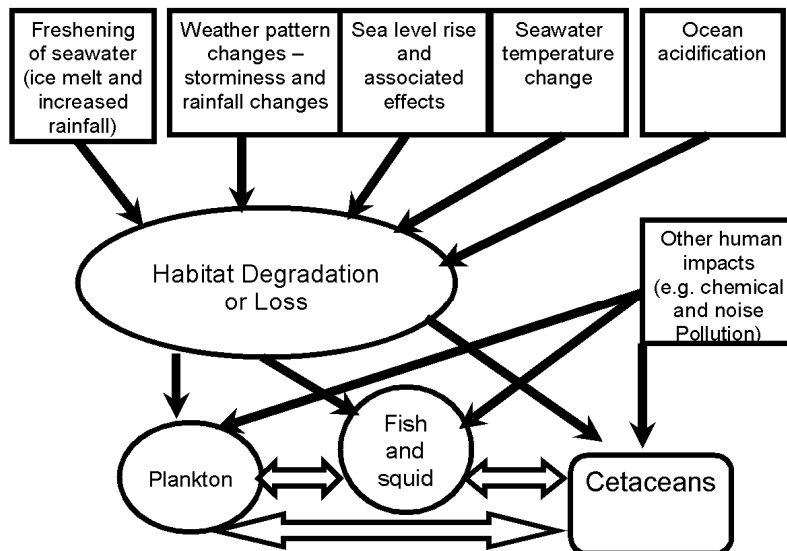 Freshening
of seawater
(ice melt and
increased
rainfall)
Weather pattern
changes –
storminess and
rainfall changes
Sea level rise
and
associated
effects
Seawater
temperature
change
Ocean
acidification
Habitat Degradation
or Loss
Other human
impacts
(e.g. chemical
and noise
Pollution)
Plankton
Fish
and
squid
Cetaceans